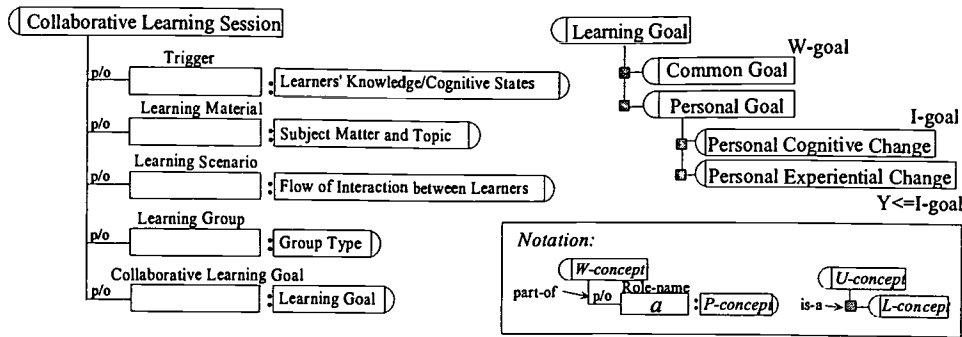 Collaborative Learning Session
Trigger
p/o
: Learners' Knowledge/Cognitive States
Learning Material
p/o
: Subject Matter and Topic
Learning Scenario
p/o
: Flow of Interaction between Learners
Learning Group
p/o
: Group Type
Collaborative Learning Goal
p/o
: Learning Goal
Learning Goal
W-goal
Common Goal
Personal Goal
I-goal
Personal Cognitive Change
Personal Experiential Change
Y<=I-goal
Notation:
W-concept
part-of
p/o
Role-name
a
: P-concept
U-concept
is-a
L-concept